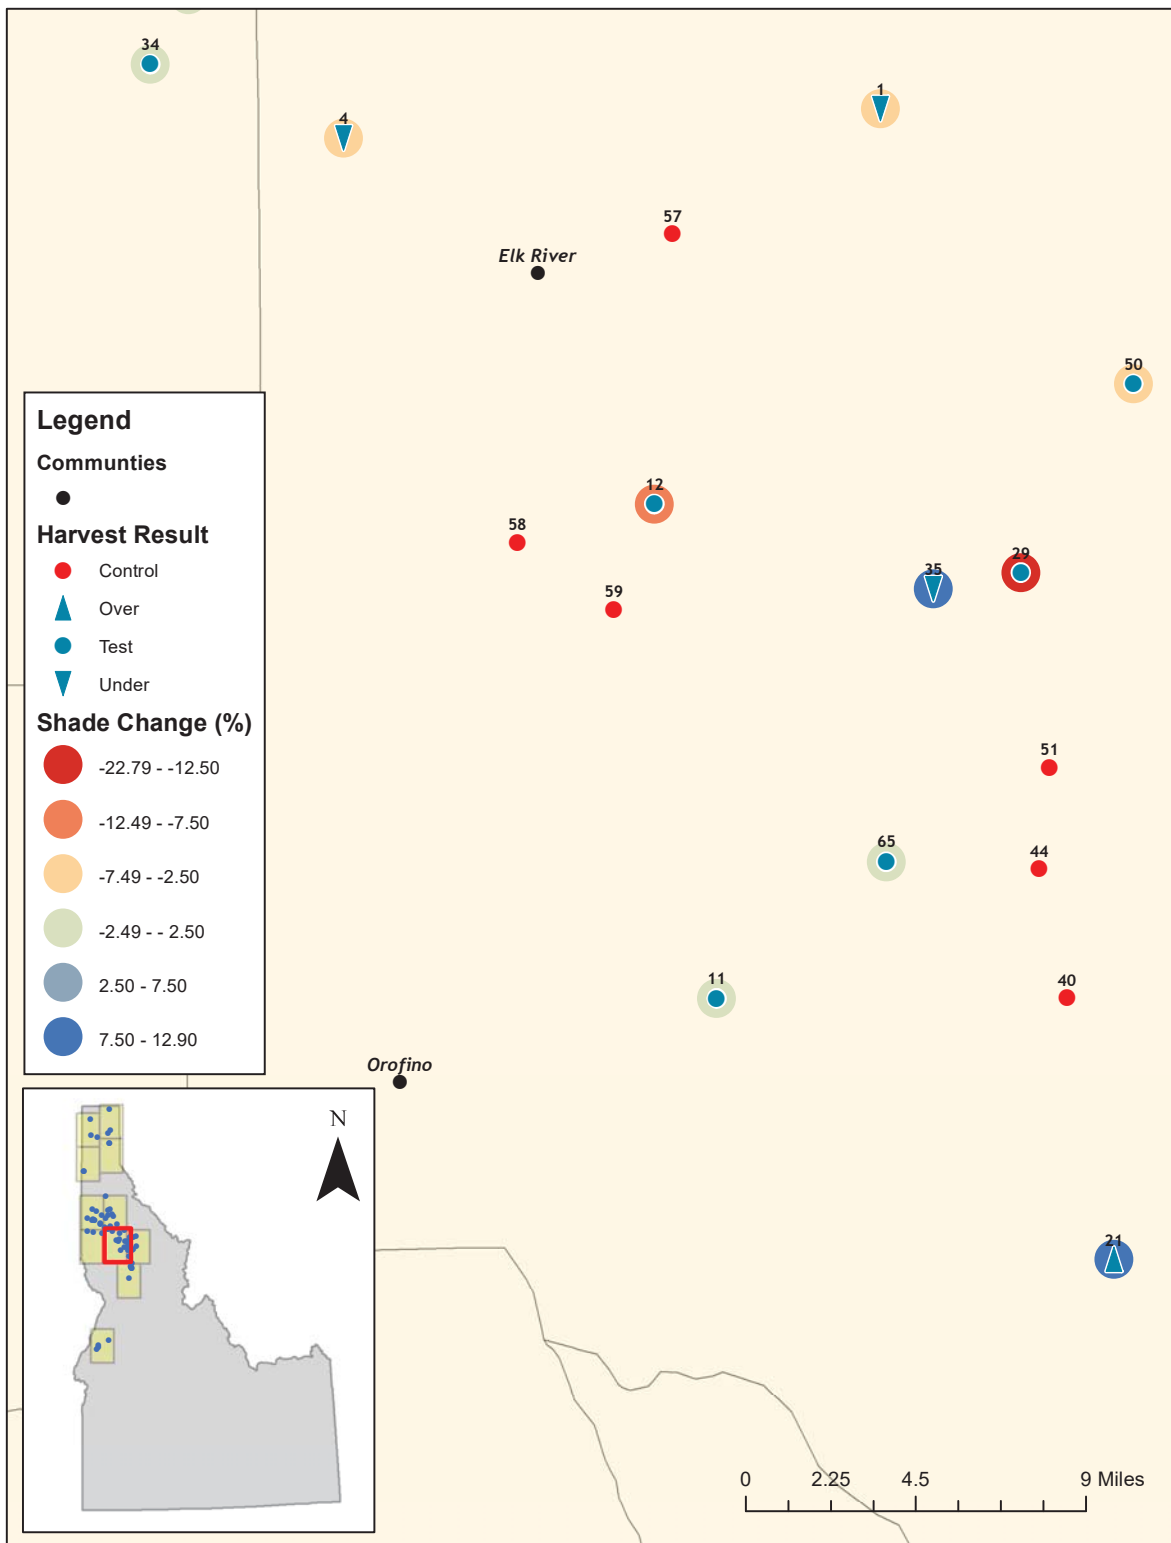 34
1
4
57
Elk River
50
12
58
29
35
59
51
65
44
11
40
Orofino
21
Legend
Communties
Harvest Result
Control
Over
Test
Under
Shade Change (%)
-22.79 - -12.50
-12.49 - -7.50
-7.49 - -2.50
-2.49 - - 2.50
2.50 - 7.50
7.50 - 12.90
N
0 2.25 4.5 9 Miles